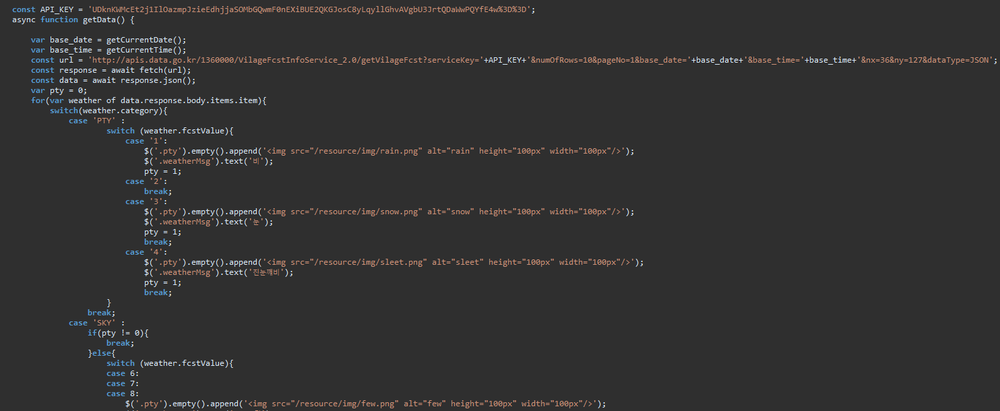 const API_KEY = 'UDknKWMcEt2j1IlOazmpJzieEdhjjaSOMbGQwmF0nEXiBUE2QKGJosC8yLqyllGhvAVgbU3JrtQDaWwPQYfE4w%3D%3D';
async function getData() {
var base_date = getCurrentDate();
var base_time = getCurrentTime();
const url = 'http://apis.data.go.kr/1360000/VilageFcstInfoService_2.0/getVilageFcst?serviceKey='+API_KEY+'&numOfRows=10&pageNo=1&base_date='+base_date+'&base_time='+base_time+'&nx=36&ny=127&dataType=JSON';
const response = await fetch(url);
const data = await response.json();
var pty = 0;
for(var weather of data.response.body.items.item){
switch(weather.category){
case 'PTY' :
switch (weather.fcstValue){
case '1':
$('.pty').empty().append('<img src="/resource/img/rain.png" alt="rain" height="100px" width="100px"/>');
$('.weatherMsg').text('비');
pty = 1;
case '2':
break;
case '3':
$('.pty').empty().append('<img src="/resource/img/snow.png" alt="snow" height="100px" width="100px"/>');
$('.weatherMsg').text('눈');
pty = 1;
break;
case '4':
$('.pty').empty().append('<img src="/resource/img/sleet.png" alt="sleet" height="100px" width="100px"/>');
$('.weatherMsg').text('진눈깨비');
pty = 1;
break;
}
break;
case 'SKY' :
if(pty != 0){
break;
}else{
switch (weather.fcstValue){
case 6:
case 7:
case 8:
$('.pty').empty().append('<img src="/resource/img/few.png" alt="few" height="100px" width="100px"/>');